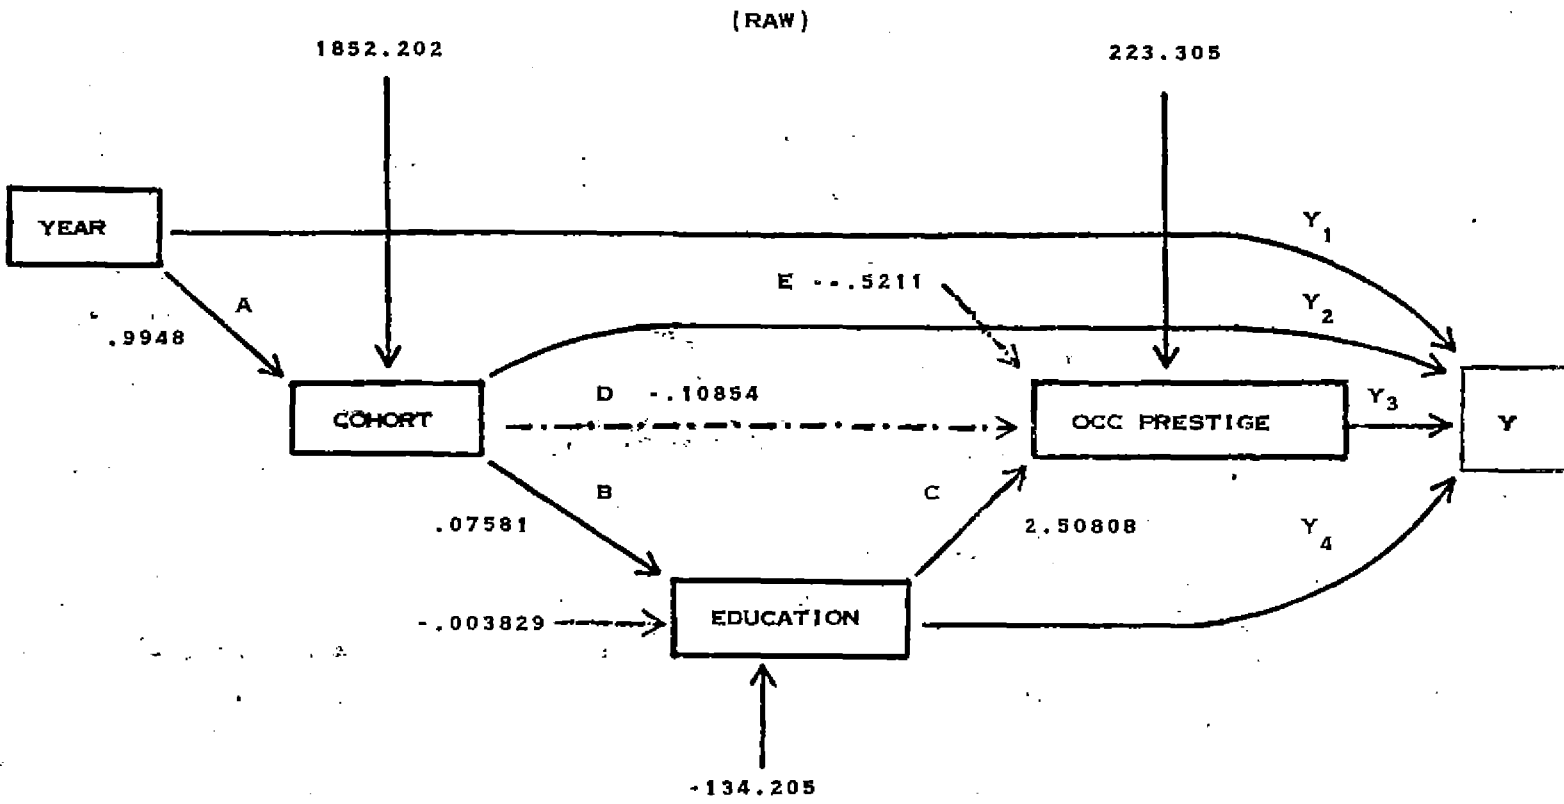 (RAW)
1852.202
223.305
YEAR
Y1
E -.5211
Y2
A
.9948
D -.10854
Y3
COHORT
OCC PRESTIGE
Y
B
C
.07581
2.50808
Y4
-.003829
EDUCATION
-134.205